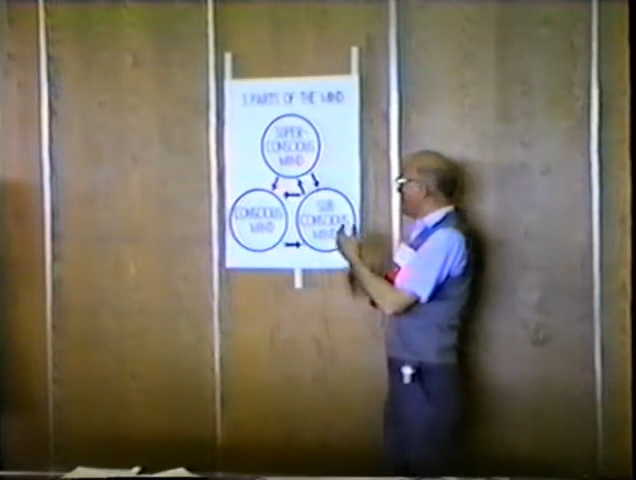 3 PARTS OF THE MIND
SUPER-
CONSCIOUS
MIND
CONSCIOUS
MIND
SUB
CONSCIOUS
MIND